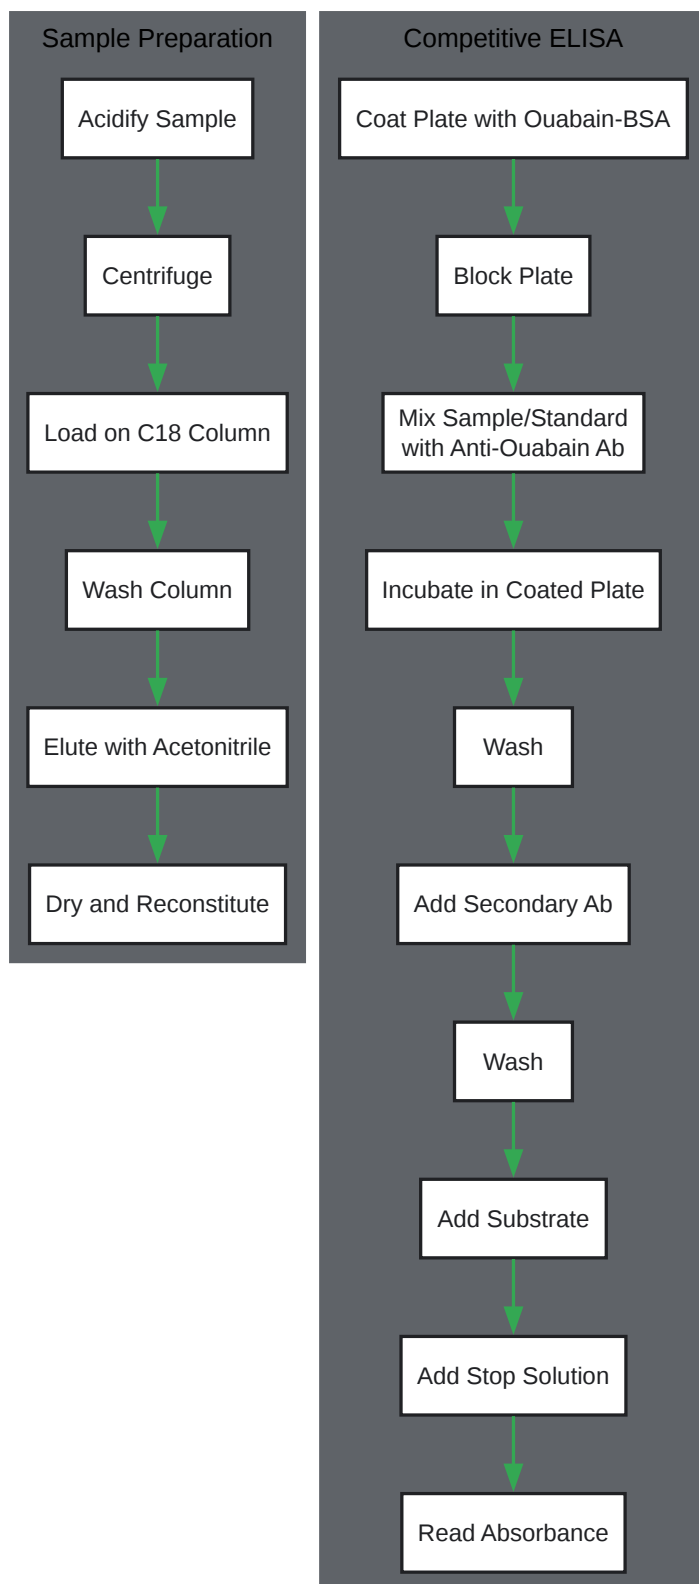 Sample Preparation
Acidify Sample
Centrifuge
Load on C18 Column
Wash Column
Elute with Acetonitrile
Dry and Reconstitute
Competitive ELISA
Coat Plate with Ouabain-BSA
Block Plate
Mix Sample/Standard
with Anti-Ouabain Ab
Incubate in Coated Plate
Wash
Add Secondary Ab
Wash
Add Substrate
Add Stop Solution
Read Absorbance